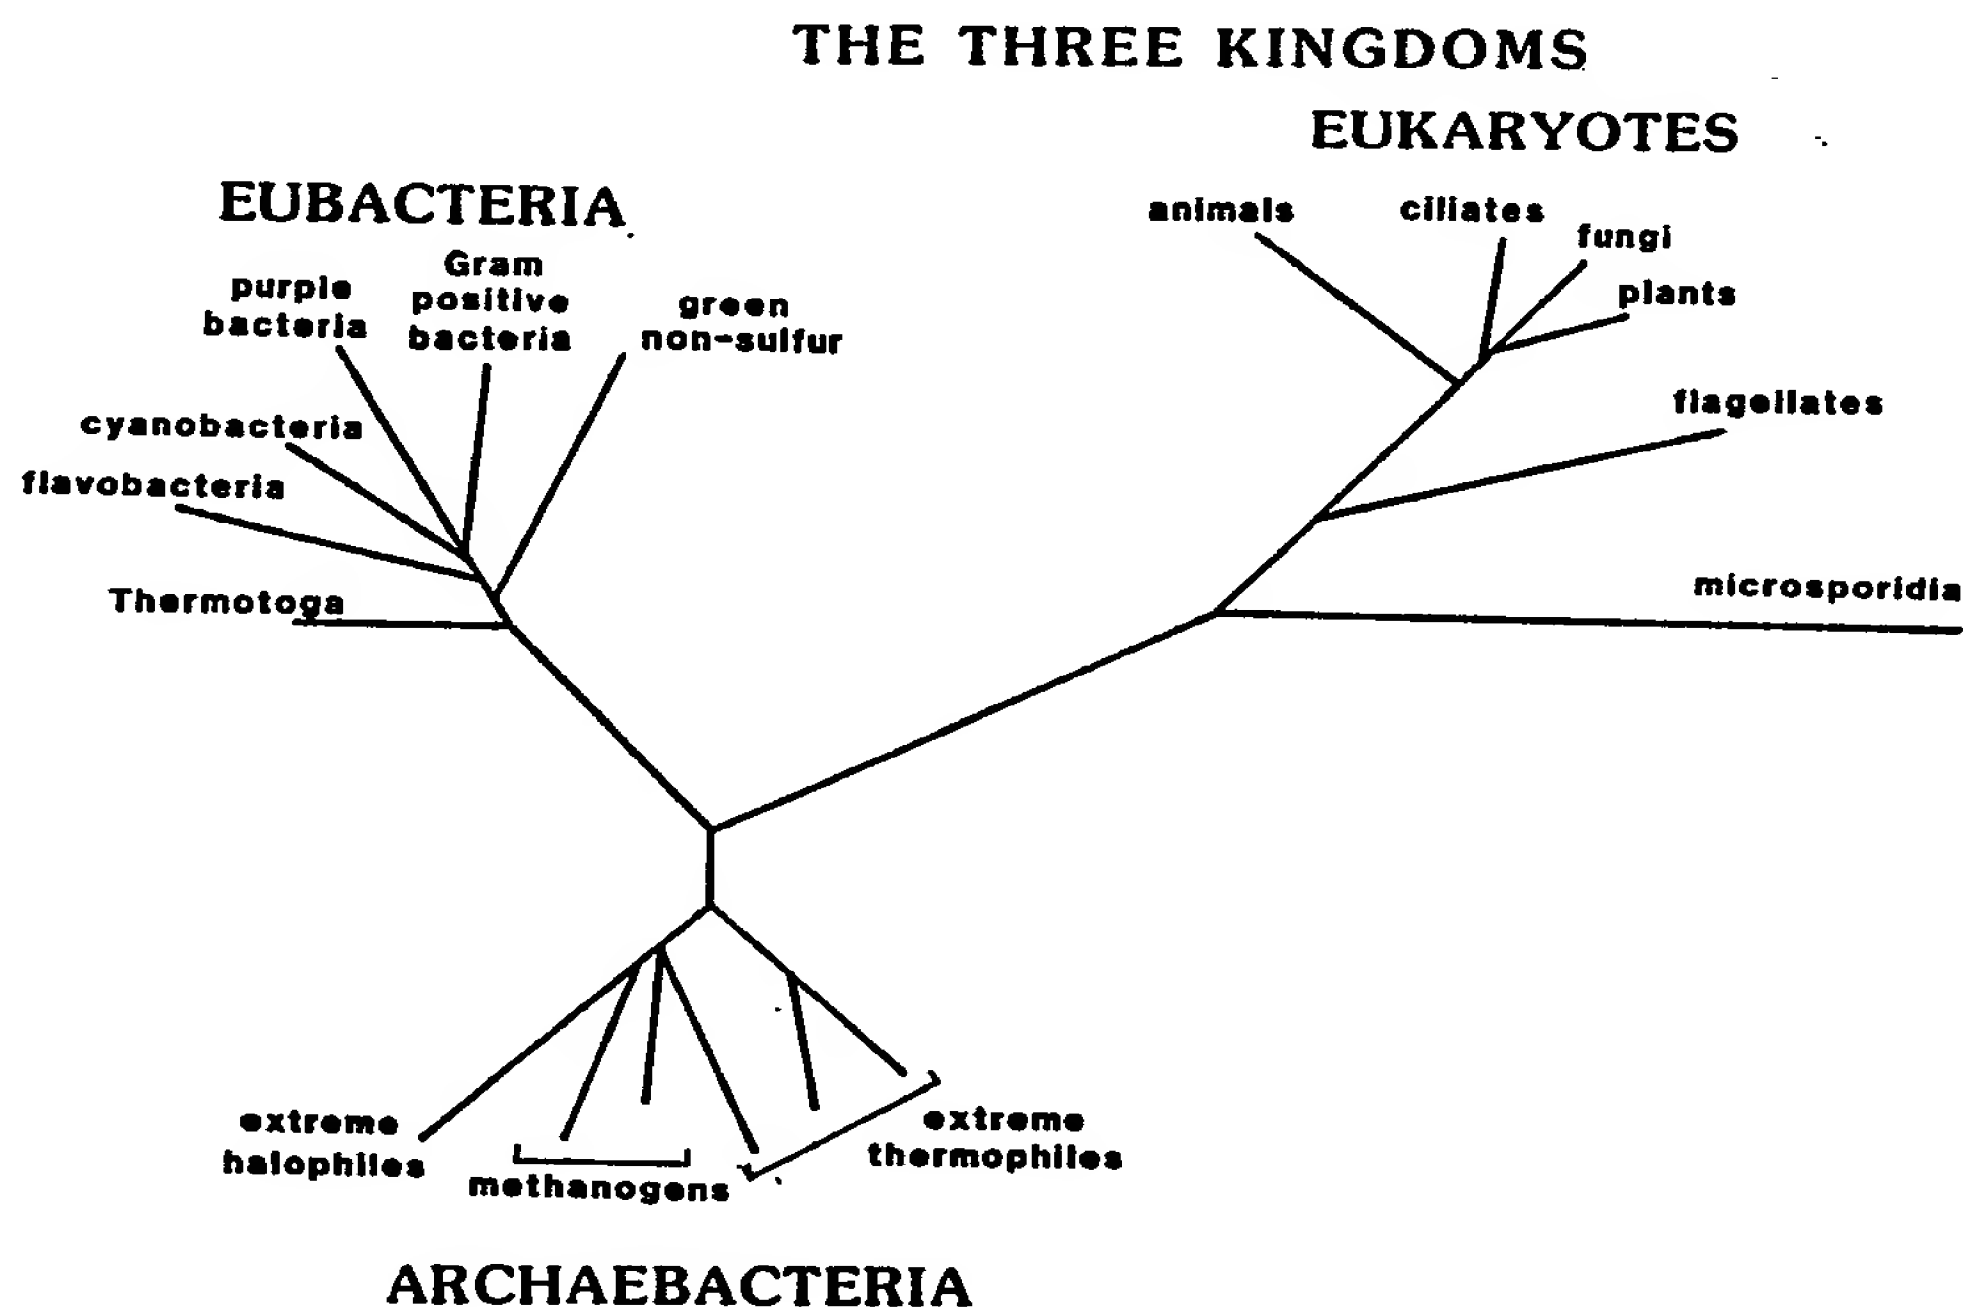 THE THREE KINGDOMS
EUKARYOTES
EUBACTERIA
animals
ciliates
fungi
plants
flagellates
microsporidia
Gram
positive
bacteria
purple
bacteria
green
non-sulfur
cyanobacteria
flavobacteria
Thermotoga
extreme
halophiles
methanogens
extreme
thermophiles
ARCHAEBACTERIA